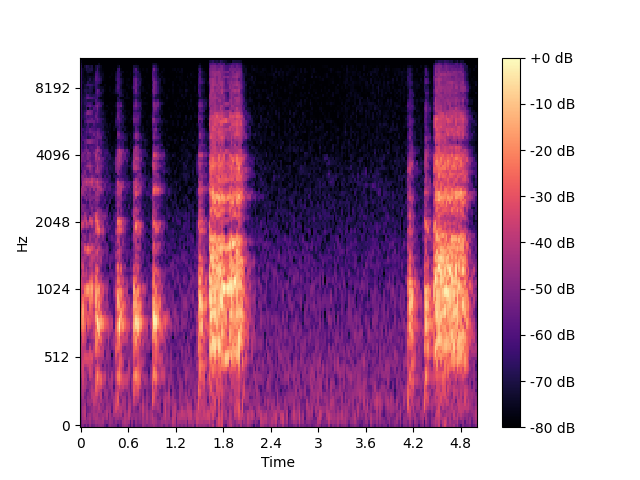 +0 dB
8192
-10 dB
4096
-20 dB
-30 dB
2048
Hz
-40 dB
1024
-50 dB
-60 dB
512
-70 dB
0
-80 dB
0 0.6 1.2 1.8 2.4 3 3.6 4.2 4.8
Time